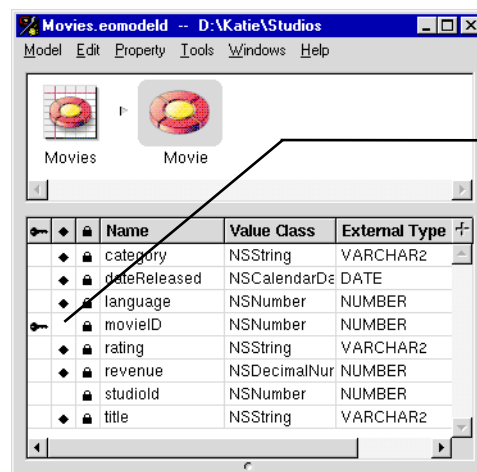 Movies.eomodeld -- D:\Katie\Studios
Model Edit Property Tools Windows Help
Movies Movie
Name Value Class External Type
category NSString VARCHAR2
dateReleased NSCalendarDa DATE
language NSNumber NUMBER
movieID NSNumber NUMBER
rating NSString VARCHAR2
revenue NSDecimalNur NUMBER
studioId NSNumber NUMBER
title NSString VARCHAR2